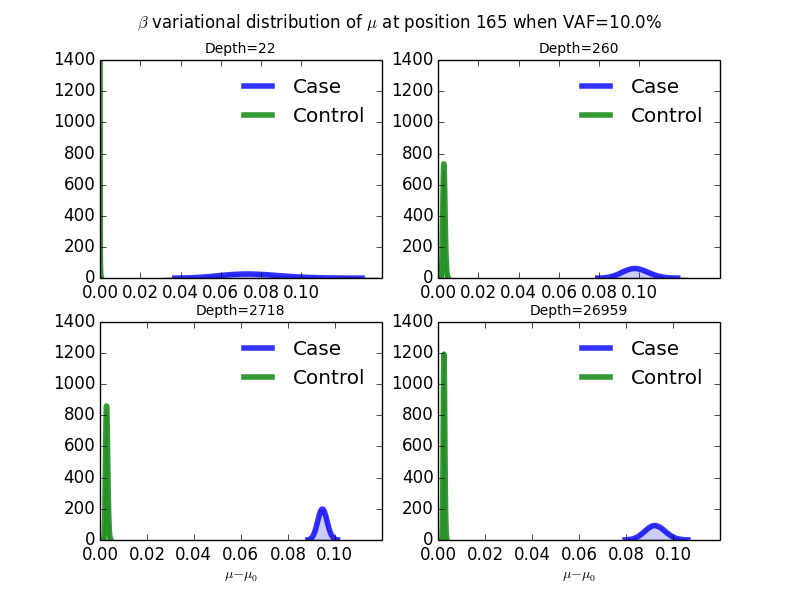 β variational distribution of μ at position 165 when VAF=10.0%
Depth=22
1400
1200
1000
800
600
400
200
0
0.00 0.02 0.04 0.06 0.08 0.10
Case
Control
Depth=260
1400
1200
1000
800
600
400
200
0
0.00 0.02 0.04 0.06 0.08 0.10
Case
Control
Depth=2718
1400
1200
1000
800
600
400
200
0
0.00 0.02 0.04 0.06 0.08 0.10
μ−μ₀
Case
Control
Depth=26959
1400
1200
1000
800
600
400
200
0
0.00 0.02 0.04 0.06 0.08 0.10
μ−μ₀
Case
Control